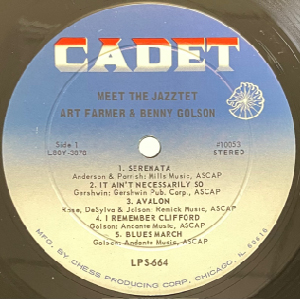 CADET
MEET THE JAZZTET
ART FARMER & BENNY GOLSON
Side 1
#10053
STEREO
1. SERENATA
Anderson & Parrish: Mills Music, ASCAP
2. IT AIN'T NECESSARILY SO
Gershwin: Gershwin Pub. Corp., ASCAP
3. AVALON
Rose, DeSylva & Jolson: Remick Music, ASCAP
4. I REMEMBER CLIFFORD
Golson: Andante Music, ASCAP
5. BLUES MARCH
Golson: Andante Music, ASCAP
LPS-664
MFG. BY CHESS PRODUCING CORP. CHICAGO, IL 60616